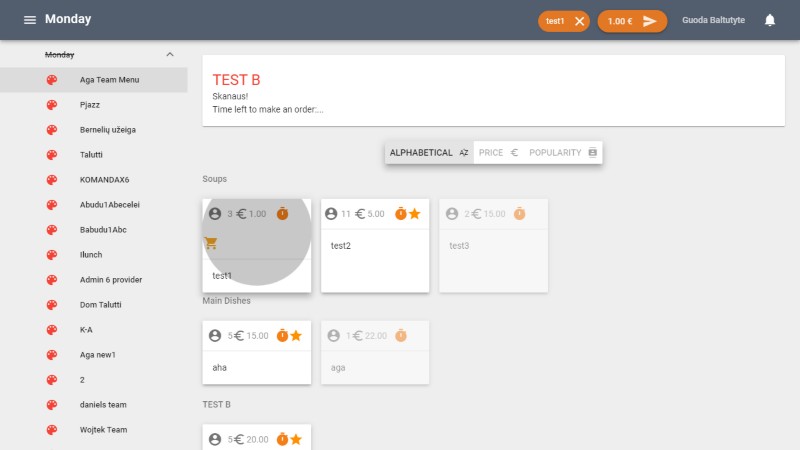 Monday
test1
1.00 €
Guoda Baltutyte
Monday
Aga Team Menu
Pjazz
Bernelių užeiga
Talutti
KOMANDAX6
Abudu1Abecelei
Babudu1Abc
Ilunch
Admin 6 provider
Dom Talutti
K-A
Aga new1
2
daniels team
Wojtek Team
TEST B
Skanaus!
Time left to make an order:...
ALPHABETICAL
PRICE
POPULARITY
Soups
3 € 1.00
test1
11 € 5.00
test2
2 € 15.00
test3
Main Dishes
5 € 15.00
aha
1 € 22.00
aga
TEST B
5 € 20.00